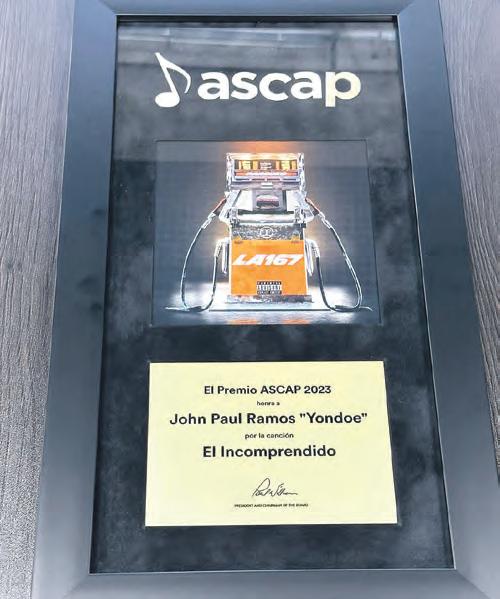 ascap
LA167
El Premio ASCAP 2023
honra a
John Paul Ramos "Yondoe"
por la canción
El Incomprendido
PRESIDENT AND CHAIRMAN OF THE BOARD